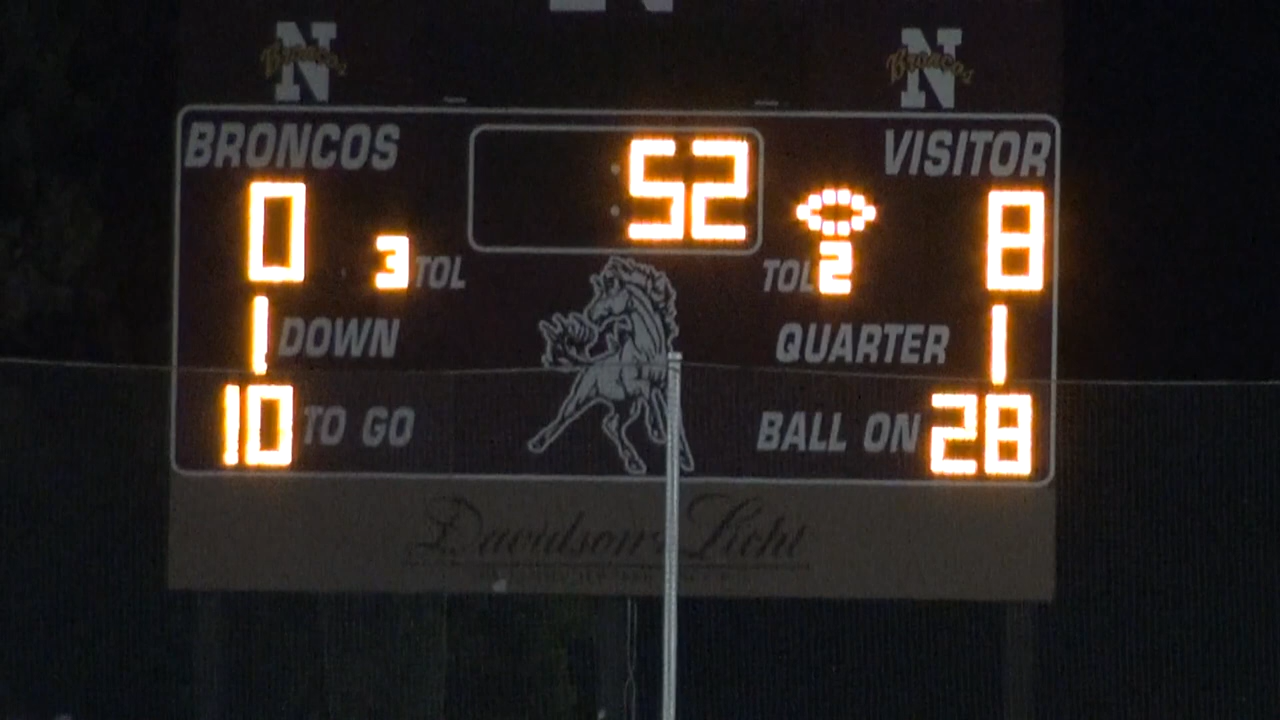 N N
Broncos Broncos
BRONCOS 52 VISITOR
0 3 TOL TOL 2 8
1 DOWN QUARTER 1
10 TO GO BALL ON 28
Davidson & Licht